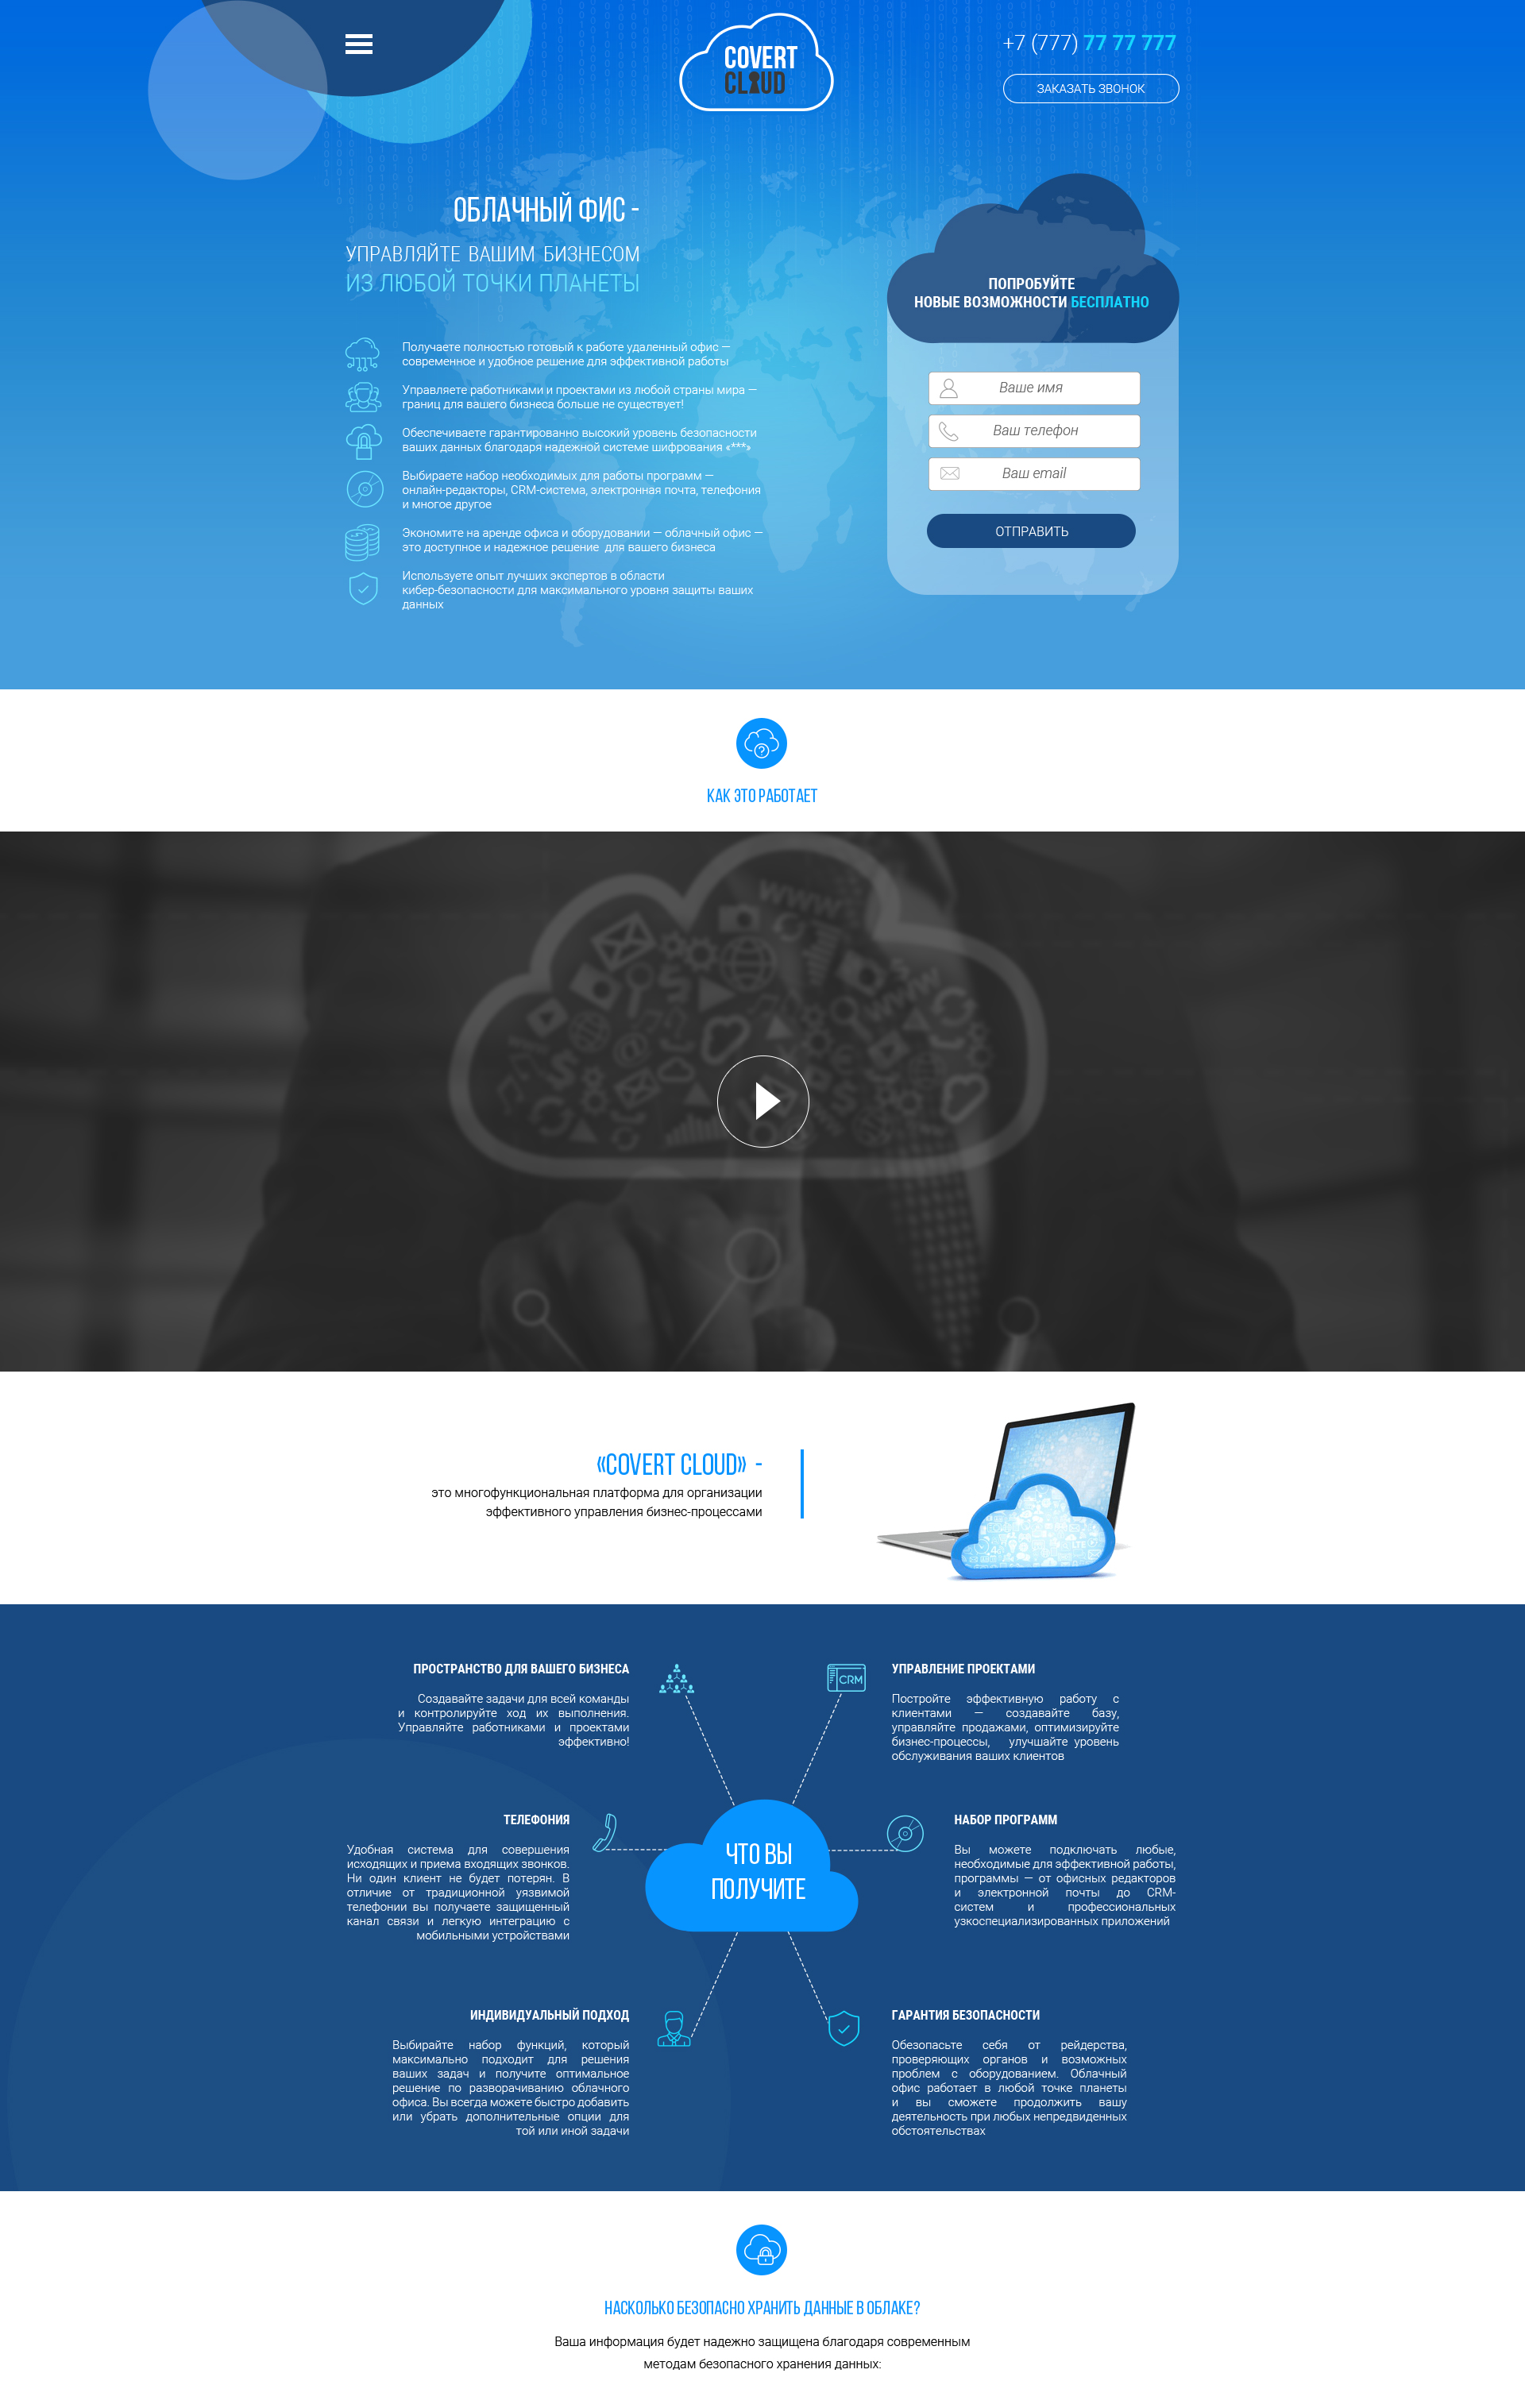 COVERT
CLOUD
+7 (777) 77 77 777
ЗАКАЗАТЬ ЗВОНОК
ОБЛАЧНЫЙ ФИС -
УПРАВЛЯЙТЕ ВАШИМ БИЗНЕСОМ
ИЗ ЛЮБОЙ ТОЧКИ ПЛАНЕТЫ
Получаете полностью готовый к работе удаленный офис —
современное и удобное решение для эффективной работы
Управляете работниками и проектами из любой страны мира —
границ для вашего бизнеса больше не существует!
Обеспечиваете гарантированно высокий уровень безопасности
ваших данных благодаря надежной системе шифрования «***»
Выбираете набор необходимых для работы программ —
онлайн-редакторы, CRM-система, электронная почта, телефония
и многое другое
Экономите на аренде офиса и оборудовании — облачный офис —
это доступное и надежное решение для вашего бизнеса
Используете опыт лучших экспертов в области
кибер-безопасности для максимального уровня защиты ваших
данных
ПОПРОБУЙТЕ
НОВЫЕ ВОЗМОЖНОСТИ БЕСПЛАТНО
Ваше имя
Ваш телефон
Ваш email
ОТПРАВИТЬ
КАК ЭТО РАБОТАЕТ
www
www
«COVERT CLOUD» -
это многофункциональная платформа для организации
эффективного управления бизнес-процессами
ПРОСТРАНСТВО ДЛЯ ВАШЕГО БИЗНЕСА
Создавайте задачи для всей команды
и контролируйте ход их выполнения.
Управляйте работниками и проектами
эффективно!
CRM
УПРАВЛЕНИЕ ПРОЕКТАМИ
Постройте эффективную работу с
клиентами — создавайте базу,
управляйте продажами, оптимизируйте
бизнес-процессы, улучшайте уровень
обслуживания ваших клиентов
ТЕЛЕФОНИЯ
Удобная система для совершения
исходящих и приема входящих звонков.
Ни один клиент не будет потерян. В
отличие от традиционной уязвимой
телефонии вы получаете защищенный
канал связи и легкую интеграцию с
мобильными устройствами
ЧТО ВЫ
ПОЛУЧИТЕ
НАБОР ПРОГРАММ
Вы можете подключать любые,
необходимые для эффективной работы,
программы — от офисных редакторов
и электронной почты до CRM-
систем и профессиональных
узкоспециализированных приложений
ИНДИВИДУАЛЬНЫЙ ПОДХОД
Выбирайте набор функций, который
максимально подходит для решения
ваших задач и получите оптимальное
решение по разворачиванию облачного
офиса. Вы всегда можете быстро добавить
или убрать дополнительные опции для
той или иной задачи
ГАРАНТИЯ БЕЗОПАСНОСТИ
Обезопасьте себя от рейдерства,
проверяющих органов и возможных
проблем с оборудованием. Облачный
офис работает в любой точке планеты
и вы сможете продолжить вашу
деятельность при любых непредвиденных
обстоятельствах
НАСКОЛЬКО БЕЗОПАСНО ХРАНИТЬ ДАННЫЕ В ОБЛАКЕ?
Ваша информация будет надежно защищена благодаря современным
методам безопасного хранения данных: